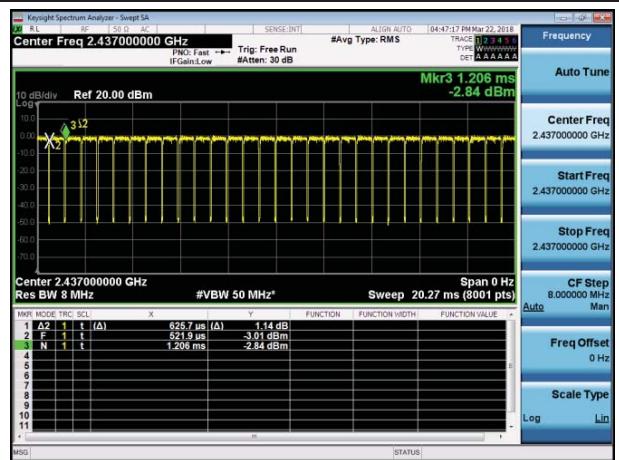 Keysight Spectrum Analyzer - Swept SA
RL RF 50 Ω AC SENSE:INT ALIGN AUTO 04:47:17 PM Mar 22, 2018
Center Freq 2.437000000 GHz #Avg Type: RMS TRACE 1 2 3 4 5 6 Frequency
PNO: Fast Trig: Free Run TYPE
IFGain:Low #Atten: 30 dB DET A A A A A A
Auto Tune
Mkr3 1.206 ms
10 dB/div Ref 20.00 dBm -2.84 dBm
Log
10.0
0.00
-10.0
-20.0
-30.0
-40.0
-50.0
-60.0
-70.0
2
3Δ2
Center Freq
2.437000000 GHz
Start Freq
2.437000000 GHz
Stop Freq
2.437000000 GHz
Center 2.437000000 GHz Span 0 Hz
Res BW 8 MHz #VBW 50 MHz* Sweep 20.27 ms (8001 pts)
CF Step
8.000000 MHz
Auto Man
MKR MODE TRC SCL X Y FUNCTION FUNCTION WIDTH FUNCTION VALUE
1 Δ2 1 t (Δ) 625.7 µs (Δ) 1.14 dB
2 F 1 t 521.9 µs -3.01 dBm
3 N 1 t 1.206 ms -2.84 dBm
4
5
6
7
8
9
10
11
Freq Offset
0 Hz
Scale Type
Log Lin
MSG STATUS